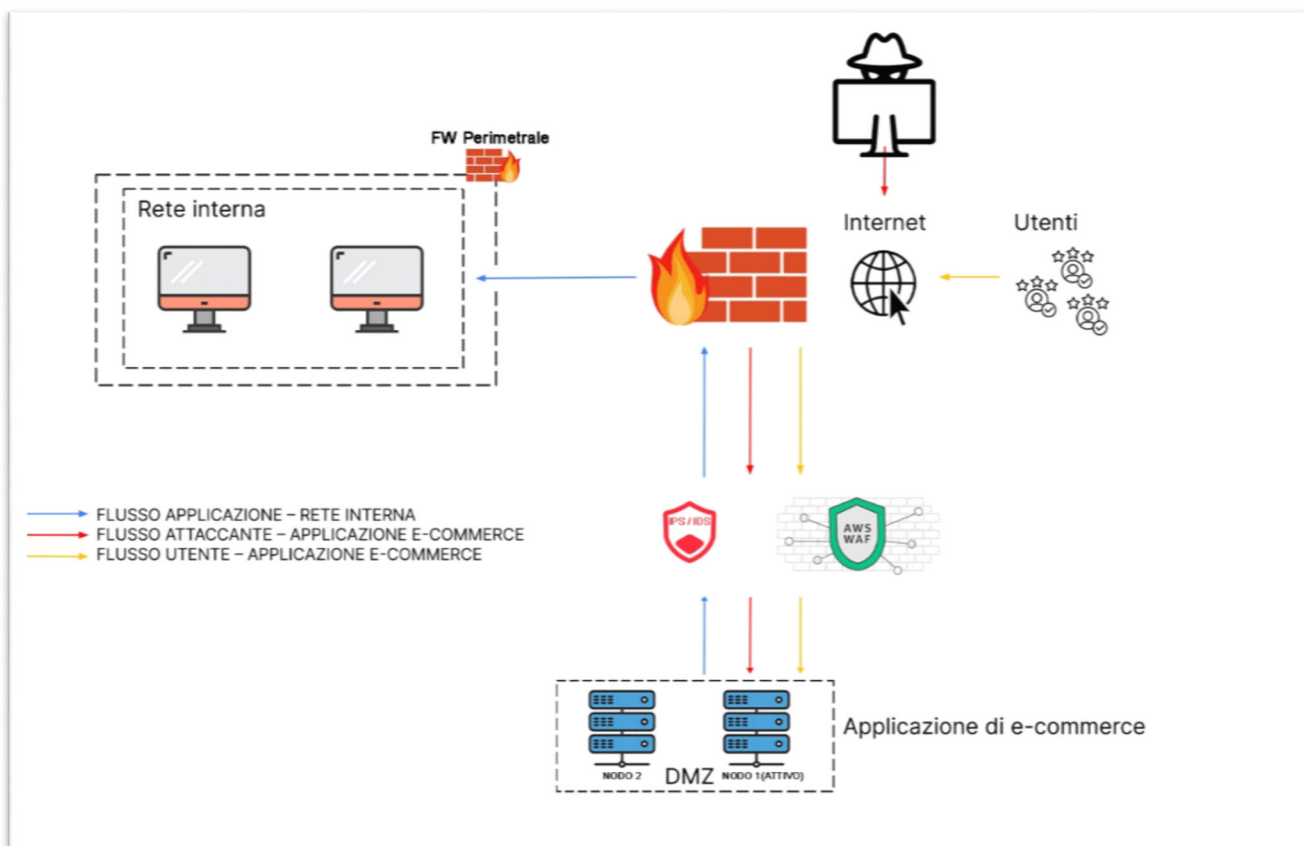 FW Perimetrale
Rete interna
Internet
Utenti
FLUSSO APPLICAZIONE – RETE INTERNA
FLUSSO ATTACCANTE – APPLICAZIONE E-COMMERCE
FLUSSO UTENTE – APPLICAZIONE E-COMMERCE
IPS / IDS
AWS
WAF
Applicazione di e-commerce
NODO 2
DMZ
NODO 1(ATTIVO)